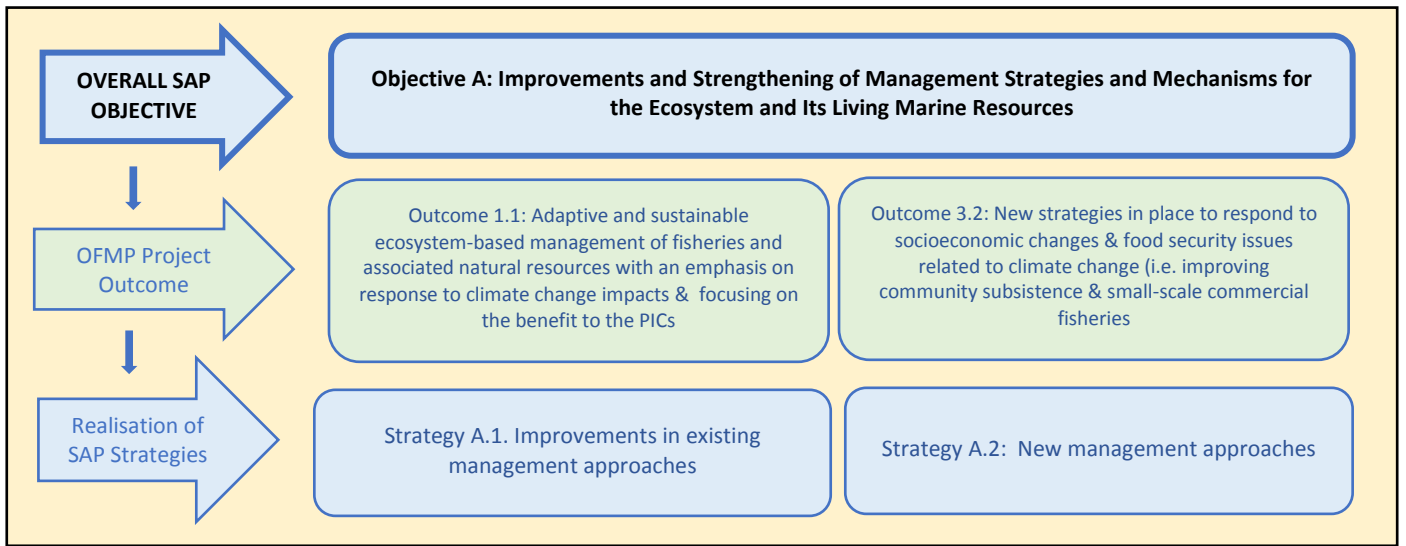 OVERALL SAP
OBJECTIVE
Objective A: Improvements and Strengthening of Management Strategies and Mechanisms for
the Ecosystem and Its Living Marine Resources
OFMP Project
Outcome
Outcome 1.1: Adaptive and sustainable
ecosystem-based management of fisheries and
associated natural resources with an emphasis on
response to climate change impacts & focusing on
the benefit to the PICs
Outcome 3.2: New strategies in place to respond to
socioeconomic changes & food security issues
related to climate change (i.e. improving
community subsistence & small-scale commercial
fisheries
Realisation of
SAP Strategies
Strategy A.1. Improvements in existing
management approaches
Strategy A.2: New management approaches